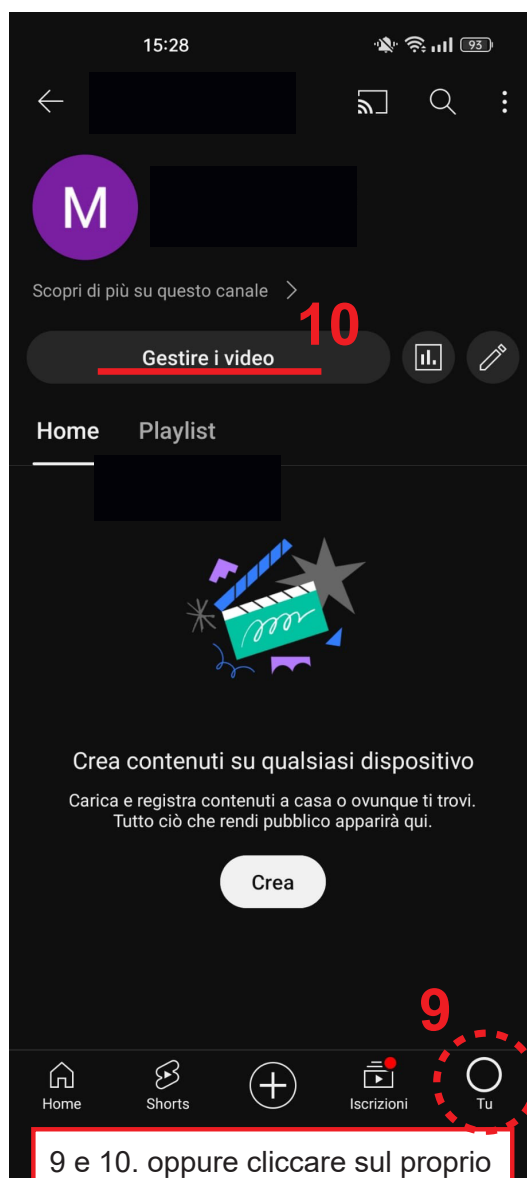 15:28
93
M
Scopri di più su questo canale
10
Gestire i video
Home Playlist
Crea contenuti su qualsiasi dispositivo
Carica e registra contenuti a casa o ovunque ti trovi.
Tutto ciò che rendi pubblico apparirà qui.
Crea
9
Home Shorts Iscrizioni Tu
9 e 10. oppure cliccare sul proprio